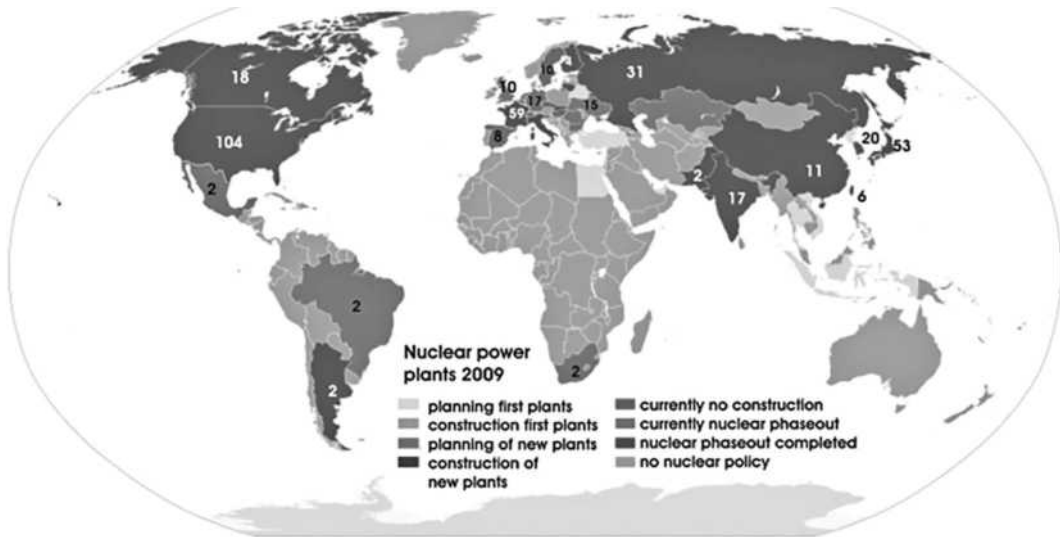 18
10
10
4
31
17
59
15
104
8
20
53
2
2
11
17
6
2
2
2
Nuclear power
plants 2009
planning first plants
construction first plants
planning of new plants
construction of
new plants
currently no construction
currently nuclear phaseout
nuclear phaseout completed
no nuclear policy